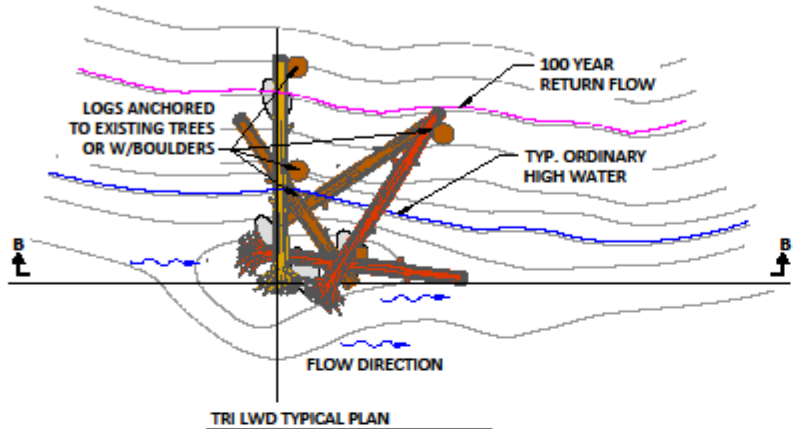 100 YEAR
RETURN FLOW
LOGS ANCHORED
TO EXISTING TREES
OR W/BOULDERS
TYP. ORDINARY
HIGH WATER
B
B
FLOW DIRECTION
TRI LWD TYPICAL PLAN